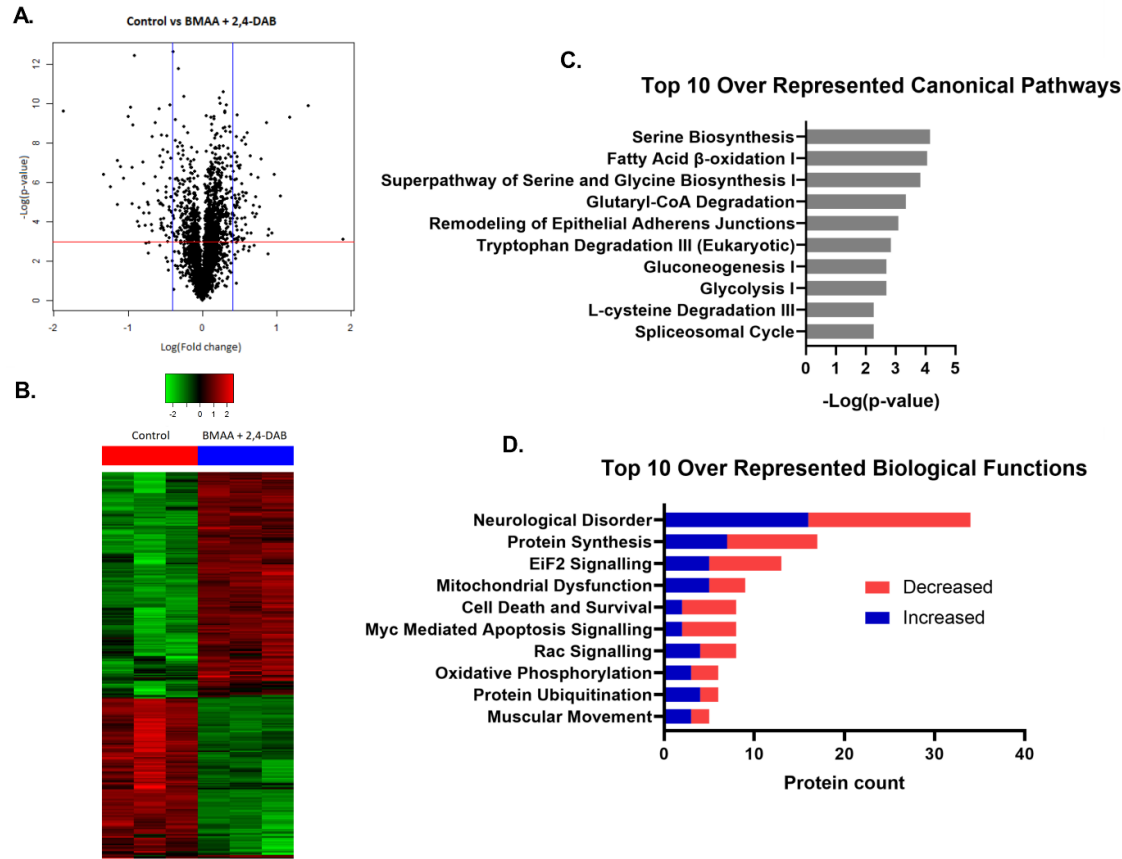 A.
Control vs BMAA + 2,4-DAB
-Log(p-value)
12
10
8
6
4
2
0
-2 -1 0 1 2
Log(Fold change)
B.
-2 0 1 2
Control BMAA + 2,4-DAB
C.
Top 10 Over Represented Canonical Pathways
Serine Biosynthesis
Fatty Acid β-oxidation I
Superpathway of Serine and Glycine Biosynthesis I
Glutaryl-CoA Degradation
Remodeling of Epithelial Adherens Junctions
Tryptophan Degradation III (Eukaryotic)
Gluconeogenesis I
Glycolysis I
L-cysteine Degradation III
Spliceosomal Cycle
0 1 2 3 4 5
-Log(p-value)
D.
Top 10 Over Represented Biological Functions
Neurological Disorder
Protein Synthesis
EiF2 Signalling
Mitochondrial Dysfunction
Cell Death and Survival
Myc Mediated Apoptosis Signalling
Rac Signalling
Oxidative Phosphorylation
Protein Ubiquitination
Muscular Movement
Decreased
Increased
0 10 20 30 40
Protein count